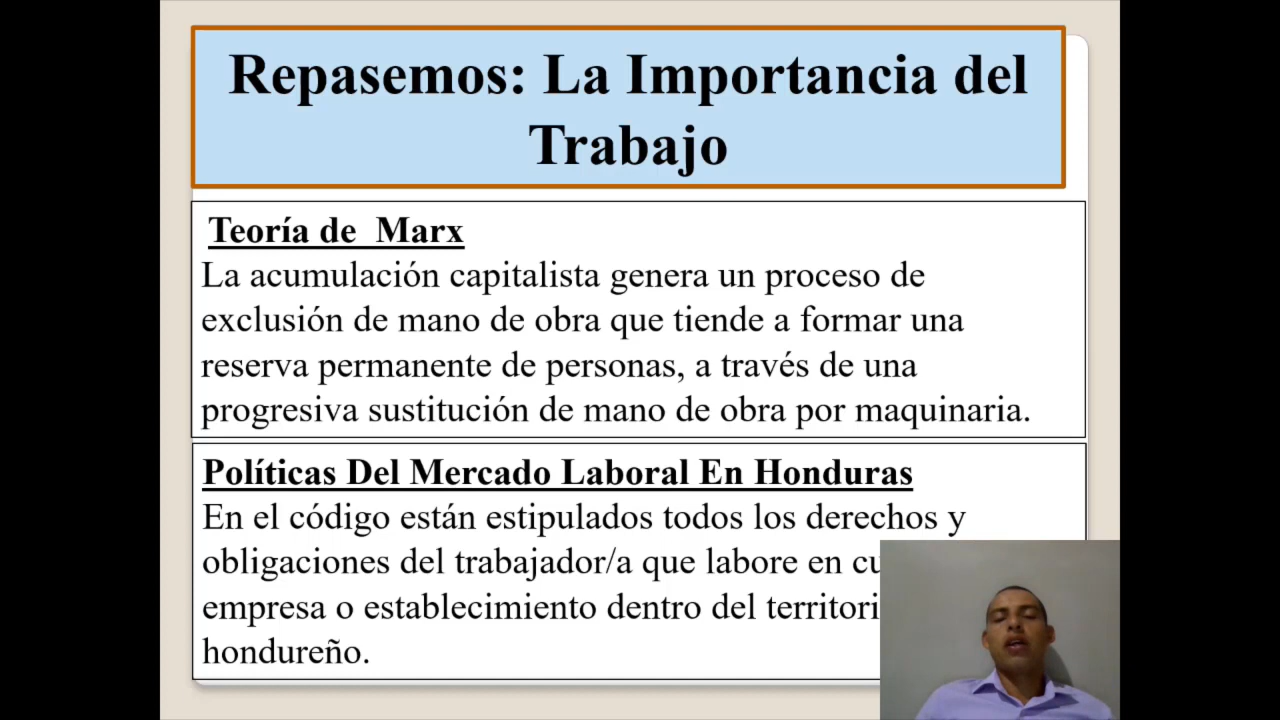 Repasemos: La Importancia del
Trabajo
Teoría de Marx
La acumulación capitalista genera un proceso de
exclusión de mano de obra que tiende a formar una
reserva permanente de personas, a través de una
progresiva sustitución de mano de obra por maquinaria.
Políticas Del Mercado Laboral En Honduras
En el código están estipulados todos los derechos y
obligaciones del trabajador/a que labore en
empresa o establecimiento dentro del
hondureño.